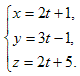 x = 2t+1,
y = 3t−1,
z = 2t+5.